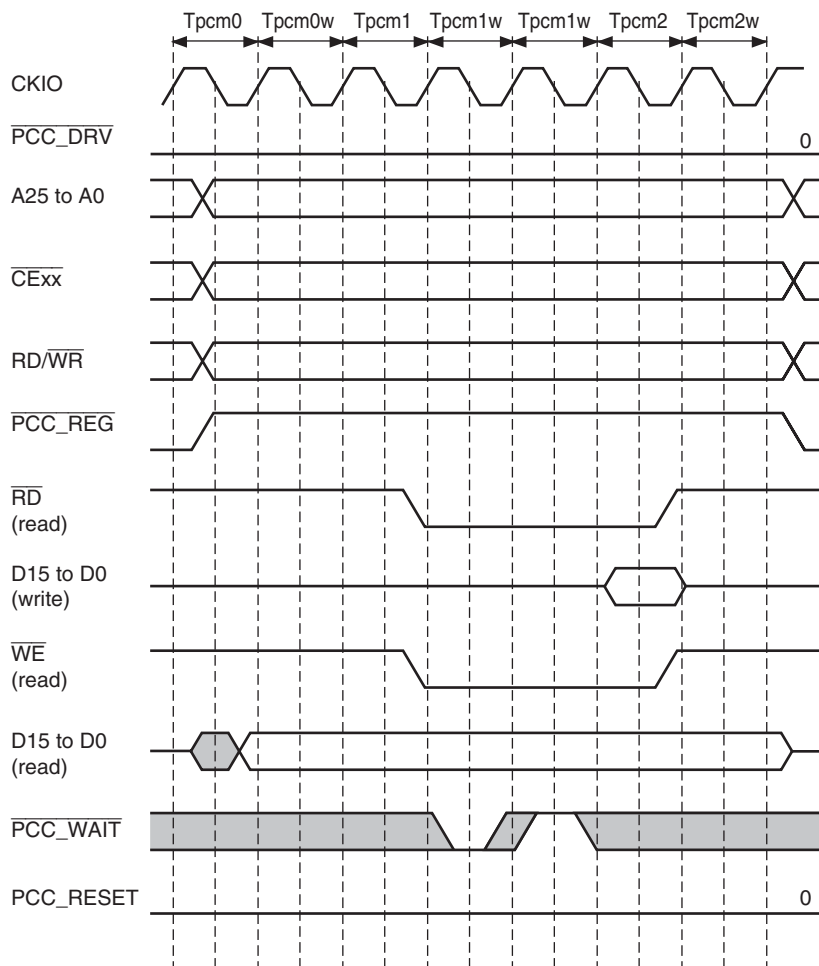 Tpcm0 Tpcm0w Tpcm1 Tpcm1w Tpcm1w Tpcm2 Tpcm2w
CKIO
PCC_DRV
0
A25 to A0
CExx
RD/WR
PCC_REG
RD
(read)
D15 to D0
(write)
WE
(read)
D15 to D0
(read)
PCC_WAIT
PCC_RESET
0